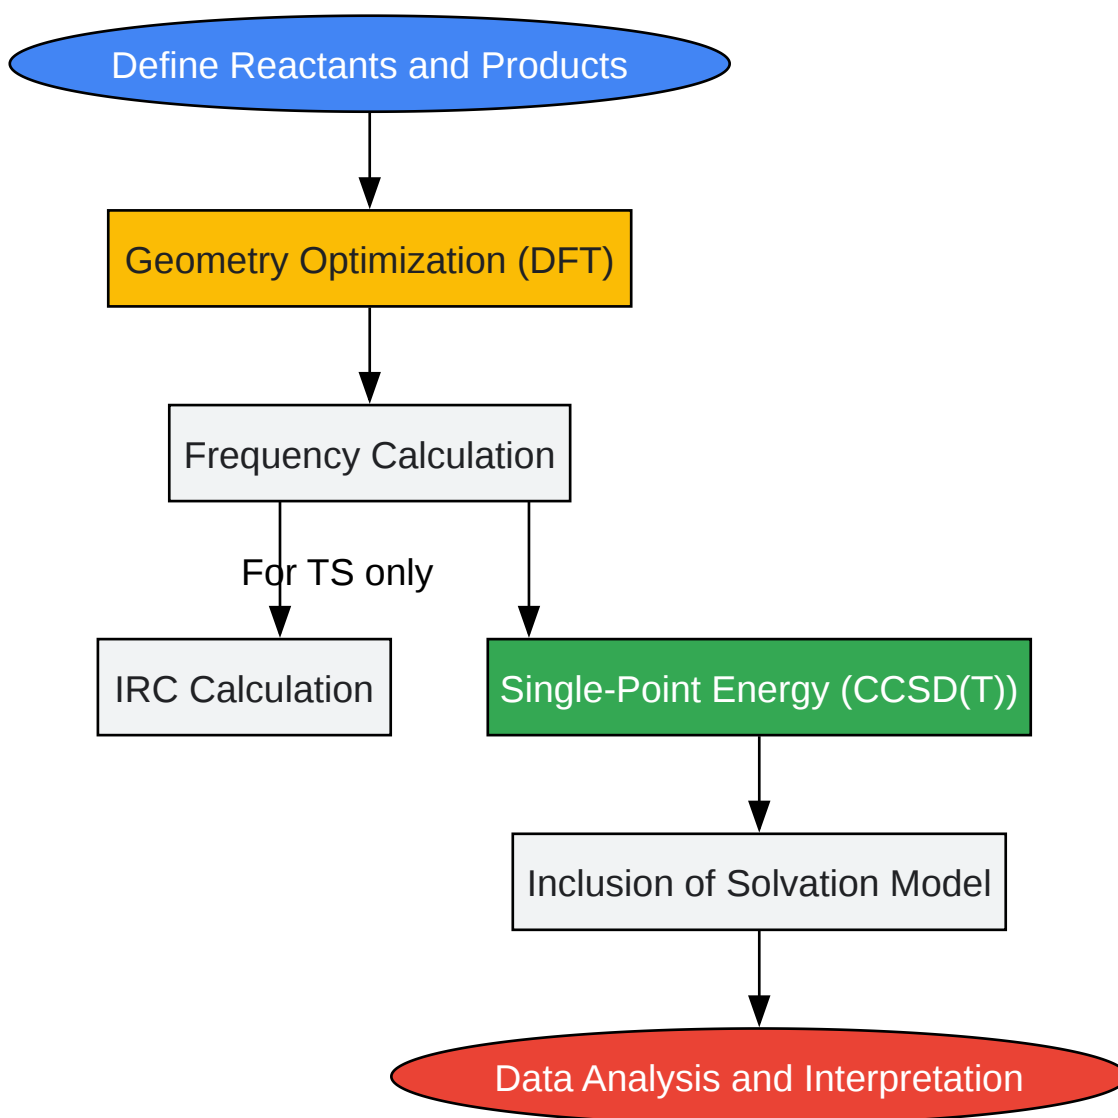 Define Reactants and Products
Geometry Optimization (DFT)
Frequency Calculation
For TS only
IRC Calculation
Single-Point Energy (CCSD(T))
Inclusion of Solvation Model
Data Analysis and Interpretation